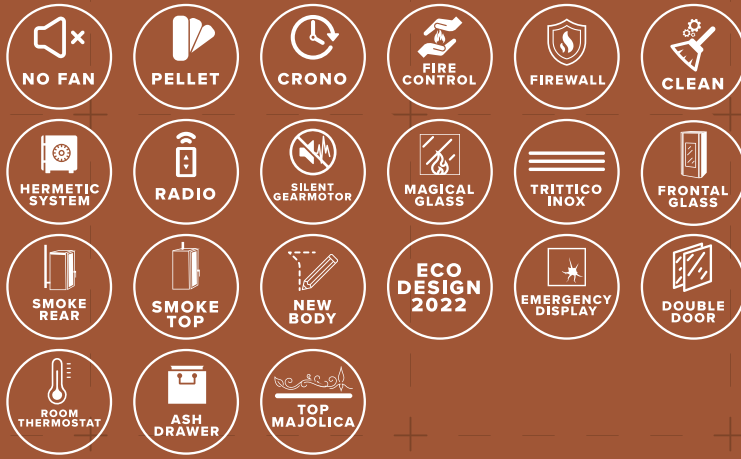 NO FAN
PELLET
CRONO
FIRE
CONTROL
FIREWALL
CLEAN
HERMETIC
SYSTEM
RADIO
SILENT
GEARMOTOR
MAGICAL
GLASS
TRITTICO
INOX
FRONTAL
GLASS
SMOKE
REAR
SMOKE
TOP
NEW
BODY
ECO
DESIGN
2022
EMERGENCY
DISPLAY
DOUBLE
DOOR
ROOM
THERMOSTAT
ASH
DRAWER
TOP
MAJOLICA